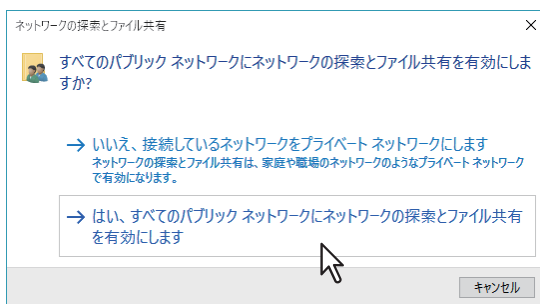 ネットワークの探索とファイル共有
すべてのパブリック ネットワークにネットワークの探索とファイル共有を有効にしま
すか?
いいえ、接続しているネットワークをプライベート ネットワークにします
ネットワークの探索とファイル共有は、家庭や職場のネットワークのようなプライベート ネットワーク
で有効になります。
はい、すべてのパブリック ネットワークにネットワークの探索とファイル共有
を有効にします
キャンセル